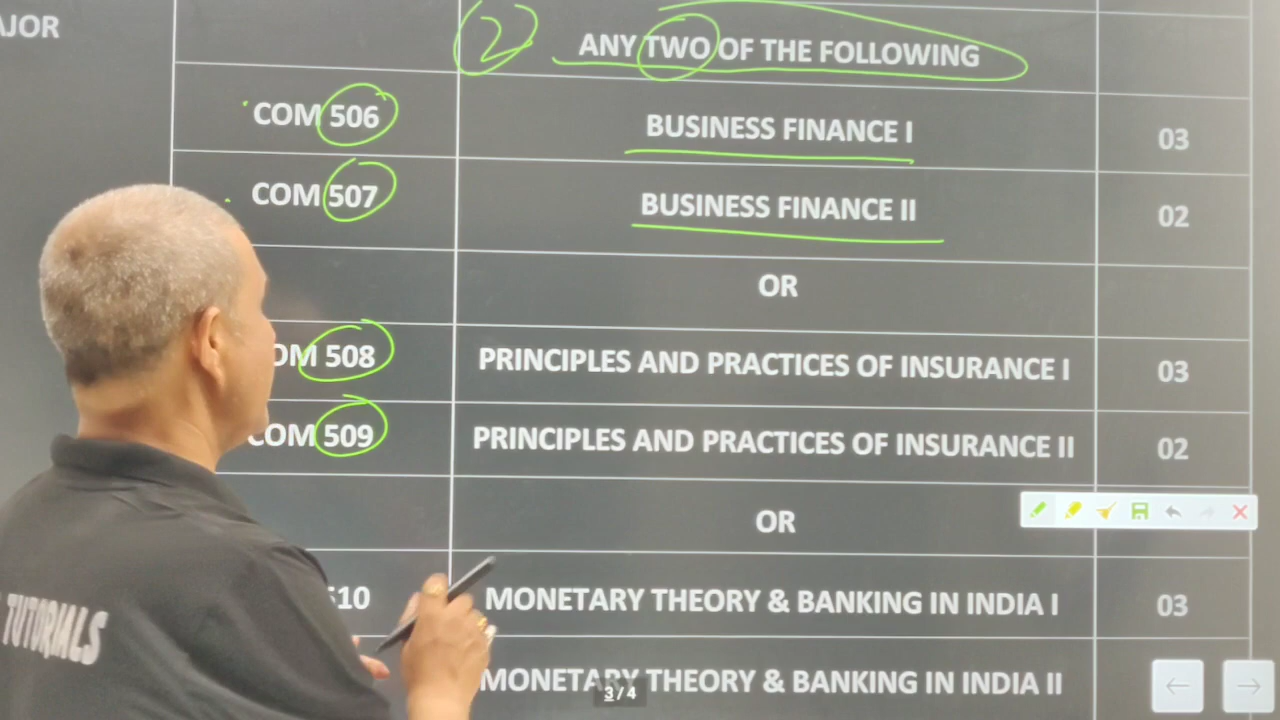 AJOR
2 ANY TWO OF THE FOLLOWING
COM 506 BUSINESS FINANCE I 03
COM 507 BUSINESS FINANCE II 02
OR
OM 508 PRINCIPLES AND PRACTICES OF INSURANCE I 03
COM 509 PRINCIPLES AND PRACTICES OF INSURANCE II 02
OR
510 MONETARY THEORY & BANKING IN INDIA I 03
MONETARY THEORY & BANKING IN INDIA II
3/4
TUTORIALS